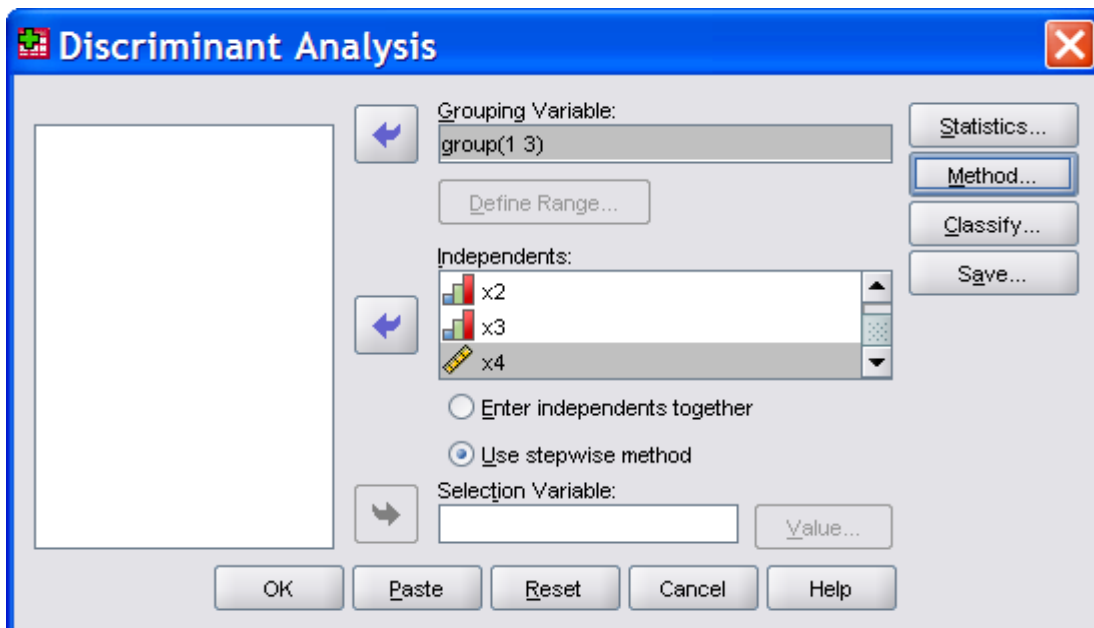 Discriminant Analysis
Grouping Variable:
group(1 3)
Define Range...
Independents:
x2
x3
x4
Enter independents together
Use stepwise method
Selection Variable:
Value...
Statistics...
Method...
Classify...
Save...
OK
Paste
Reset
Cancel
Help